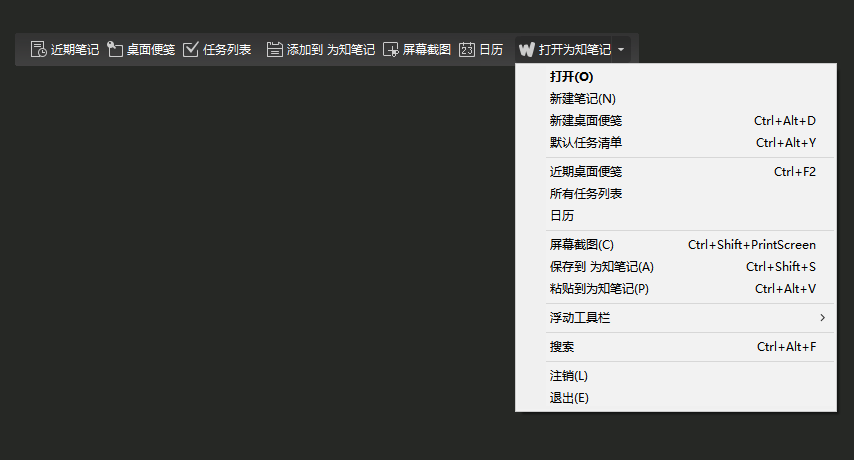 近期笔记 桌面便笺 任务列表 添加到 为知笔记 屏幕截图 23 日历 打开为知笔记
打开(O)
新建笔记(N)
新建桌面便笺 Ctrl+Alt+D
默认任务清单 Ctrl+Alt+Y
近期桌面便笺 Ctrl+F2
所有任务列表
日历
屏幕截图(C) Ctrl+Shift+PrintScreen
保存到 为知笔记(A) Ctrl+Shift+S
粘贴到为知笔记(P) Ctrl+Alt+V
浮动工具栏
搜索 Ctrl+Alt+F
注销(L)
退出(E)